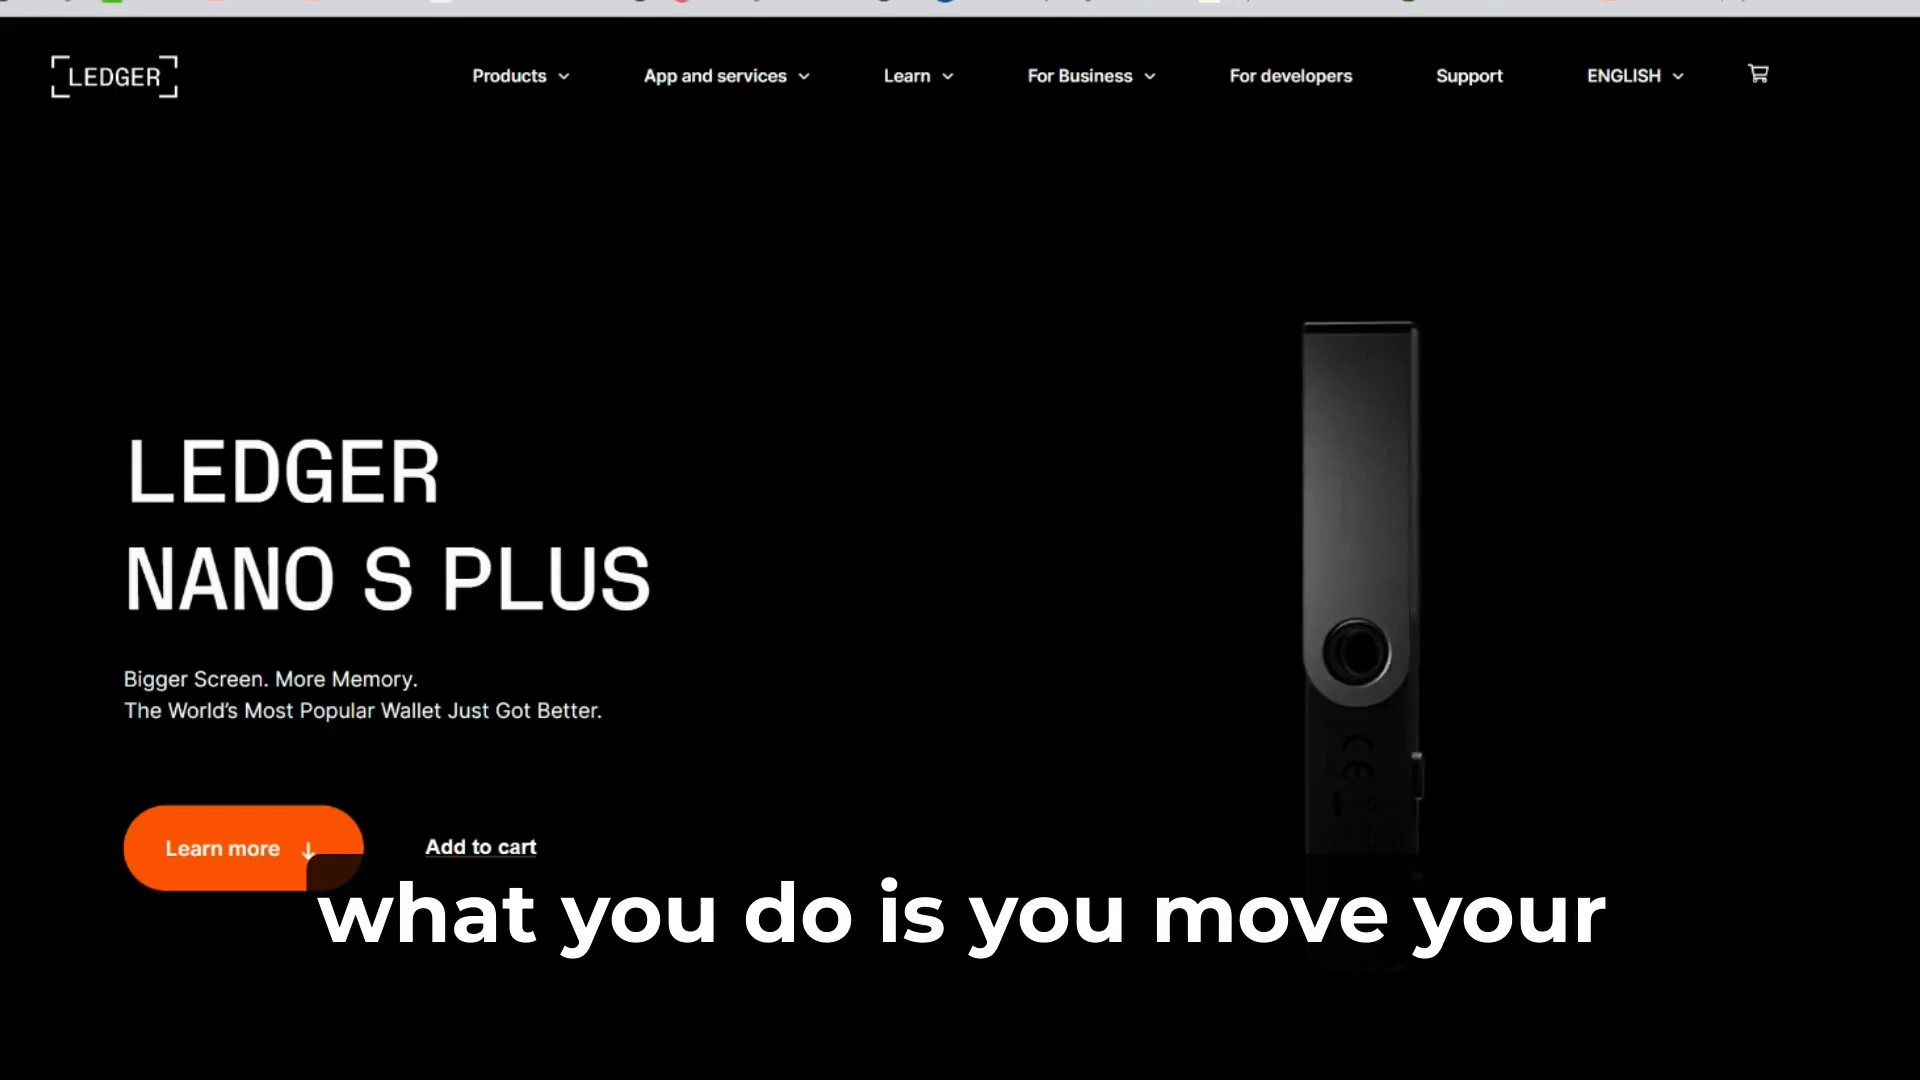 LEDGER
Products
App and services
Learn
For Business
For developers
Support
ENGLISH
LEDGER
NANO S PLUS
Bigger Screen. More Memory.
The World's Most Popular Wallet Just Got Better.
Learn more
Add to cart
what you do is you move your